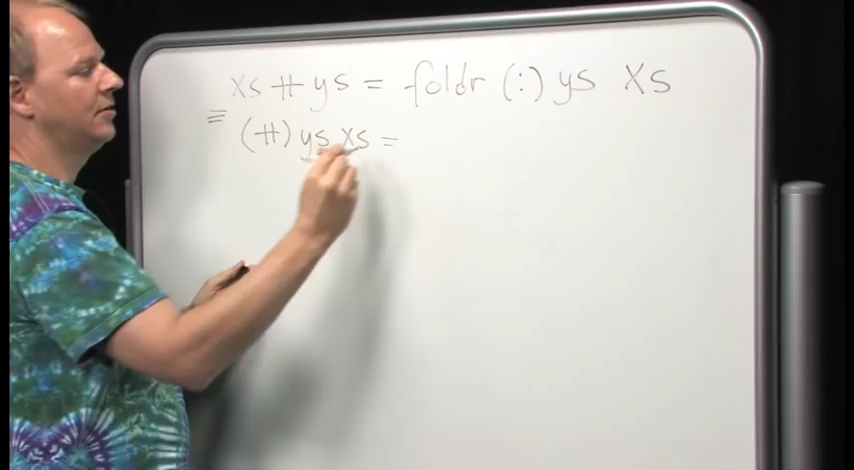 xs ++ ys = foldr (:) ys xs
≡ (++) ys xs =